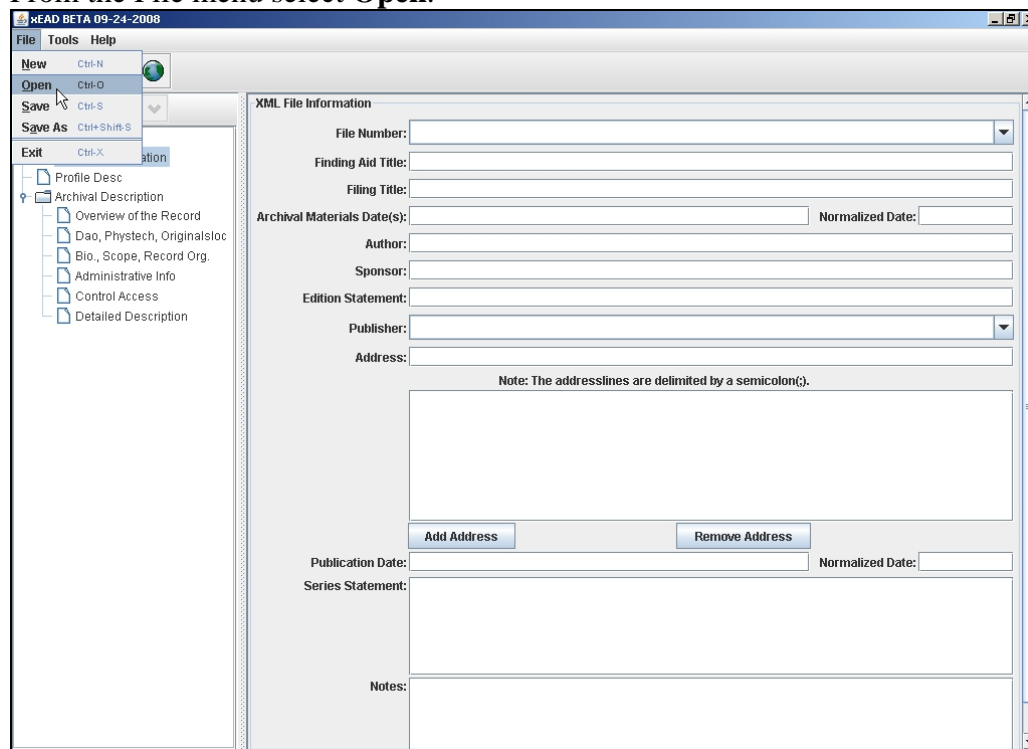 From the File menu select Open.
xEAD BETA 09-24-2008
File Tools Help
New Ctrl-N
Open Ctrl-O
Save Ctrl-S
Save As Ctrl+Shift-S
Exit Ctrl-X
ation
Profile Desc
Archival Description
Overview of the Record
Dao, Phystech, Originalsloc
Bio., Scope, Record Org.
Administrative Info
Control Access
Detailed Description
XML File Information
File Number:
Finding Aid Title:
Filing Title:
Archival Materials Date(s): Normalized Date:
Author:
Sponsor:
Edition Statement:
Publisher:
Address:
Note: The addresslines are delimited by a semicolon(;).
Add Address Remove Address
Publication Date: Normalized Date:
Series Statement:
Notes: